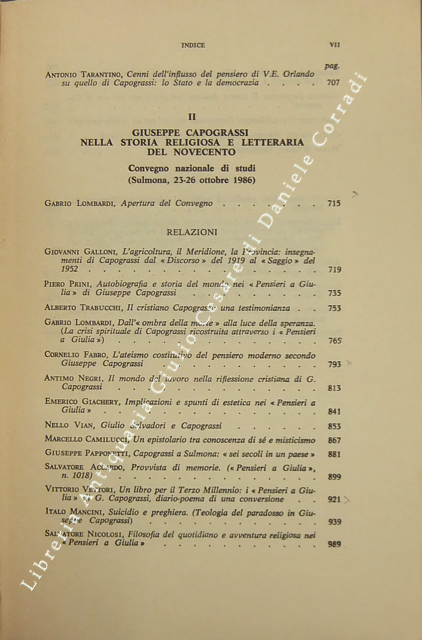 INDICE VII
pag.
ANTONIO TARANTINO, Cenni dell'influsso del pensiero di V.E. Orlando
su quello di Capograssi: lo Stato e la democrazia . . . . 707
II
GIUSEPPE CAPOGRASSI
NELLA STORIA RELIGIOSA E LETTERARIA
DEL NOVECENTO
Convegno nazionale di studi
(Sulmona, 23-26 ottobre 1986)
GABRIO LOMBARDI, Apertura del Convegno . . . . . . . 715
RELAZIONI
GIOVANNI GALLONI, L'agricoltura, il Meridione, la Provincia: insegna-
menti di Capograssi dal « Discorso » del 1919 al « Saggio » del
1952 . . . . . . . . . . . . . . . . 719
PIERO PRINI, Autobiografia e storia del mondo nei « Pensieri a Giu-
lia » di Giuseppe Capograssi . . . . . . . . . 735
ALBERTO TRABUCCHI, Il cristiano Capograssi: una testimonianza . . 753
GABRIO LOMBARDI, Dall'« ombra della morte » alla luce della speranza.
(La crisi spirituale di Capograssi ricostruita attraverso i « Pensieri
a Giulia ») . . . . . . . . . . . . . . 765
CORNELIO FABRO, L'ateismo costitutivo del pensiero moderno secondo
Giuseppe Capograssi . . . . . . . . . . . 793
ANTIMO NEGRI, Il mondo del lavoro nella riflessione cristiana di G.
Capograssi . . . . . . . . . . . . . . 813
EMERICO GIACHERY, Implicazioni e spunti di estetica nei « Pensieri a
Giulia » . . . . . . . . . . . . . . . 841
NELLO VIAN, Giulio Salvadori e Capograssi . . . . . . 853
MARCELLO CAMILUCCI, Un epistolario tra conoscenza di sé e misticismo 867
GIUSEPPE PAPPONETTI, Capograssi a Sulmona: « sei secoli in un paese » 881
SALVATORE ACCARDO, Provvista di memorie. (« Pensieri a Giulia »,
n. 1018) . . . . . . . . . . . . . . . 899
VITTORIO VETTORI, Un libro per il Terzo Millennio: i « Pensieri a Giu-
lia » di G. Capograssi, diario-poema di una conversione . . . 921
ITALO MANCINI, Suicidio e preghiera. (Teologia del paradosso in Giu-
seppe Capograssi) . . . . . . . . . . . . 939
SALVATORE NICOLOSI, Filosofia del quotidiano e avventura religiosa nei
« Pensieri a Giulia » . . . . . . . . . . . 989
Libreria Antiquaria Giulio Cesare di Daniele Corradi